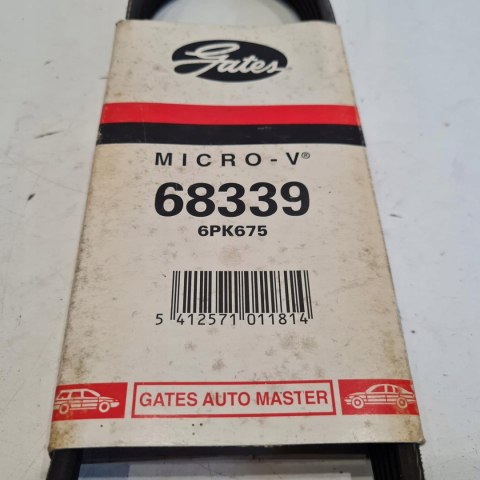 Gates
MICRO-V®
68339
6PK675
5 412571 011814
GATES AUTO MASTER